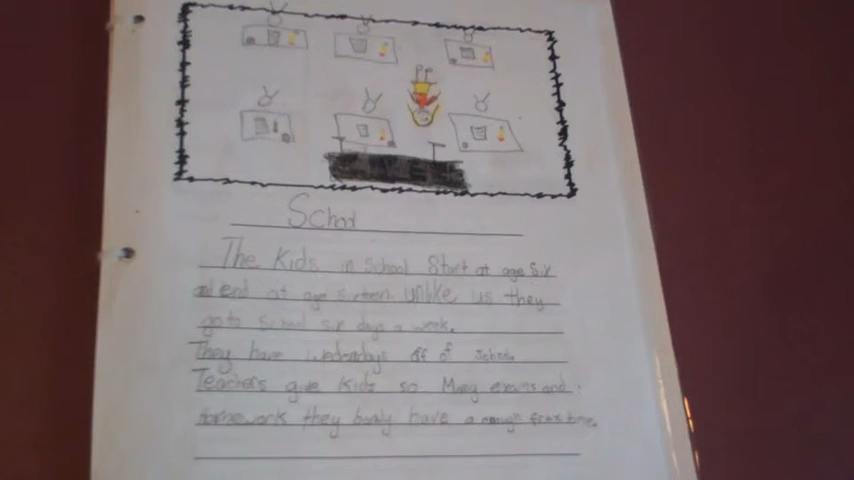 School
The Kids in School Start at age Six
and end at age sixteen. Unlike us they
go to School six days a week.
They have Wednesdays off of School.
Teachers give Kids so Many exams and
homework they barly have a enough free time.